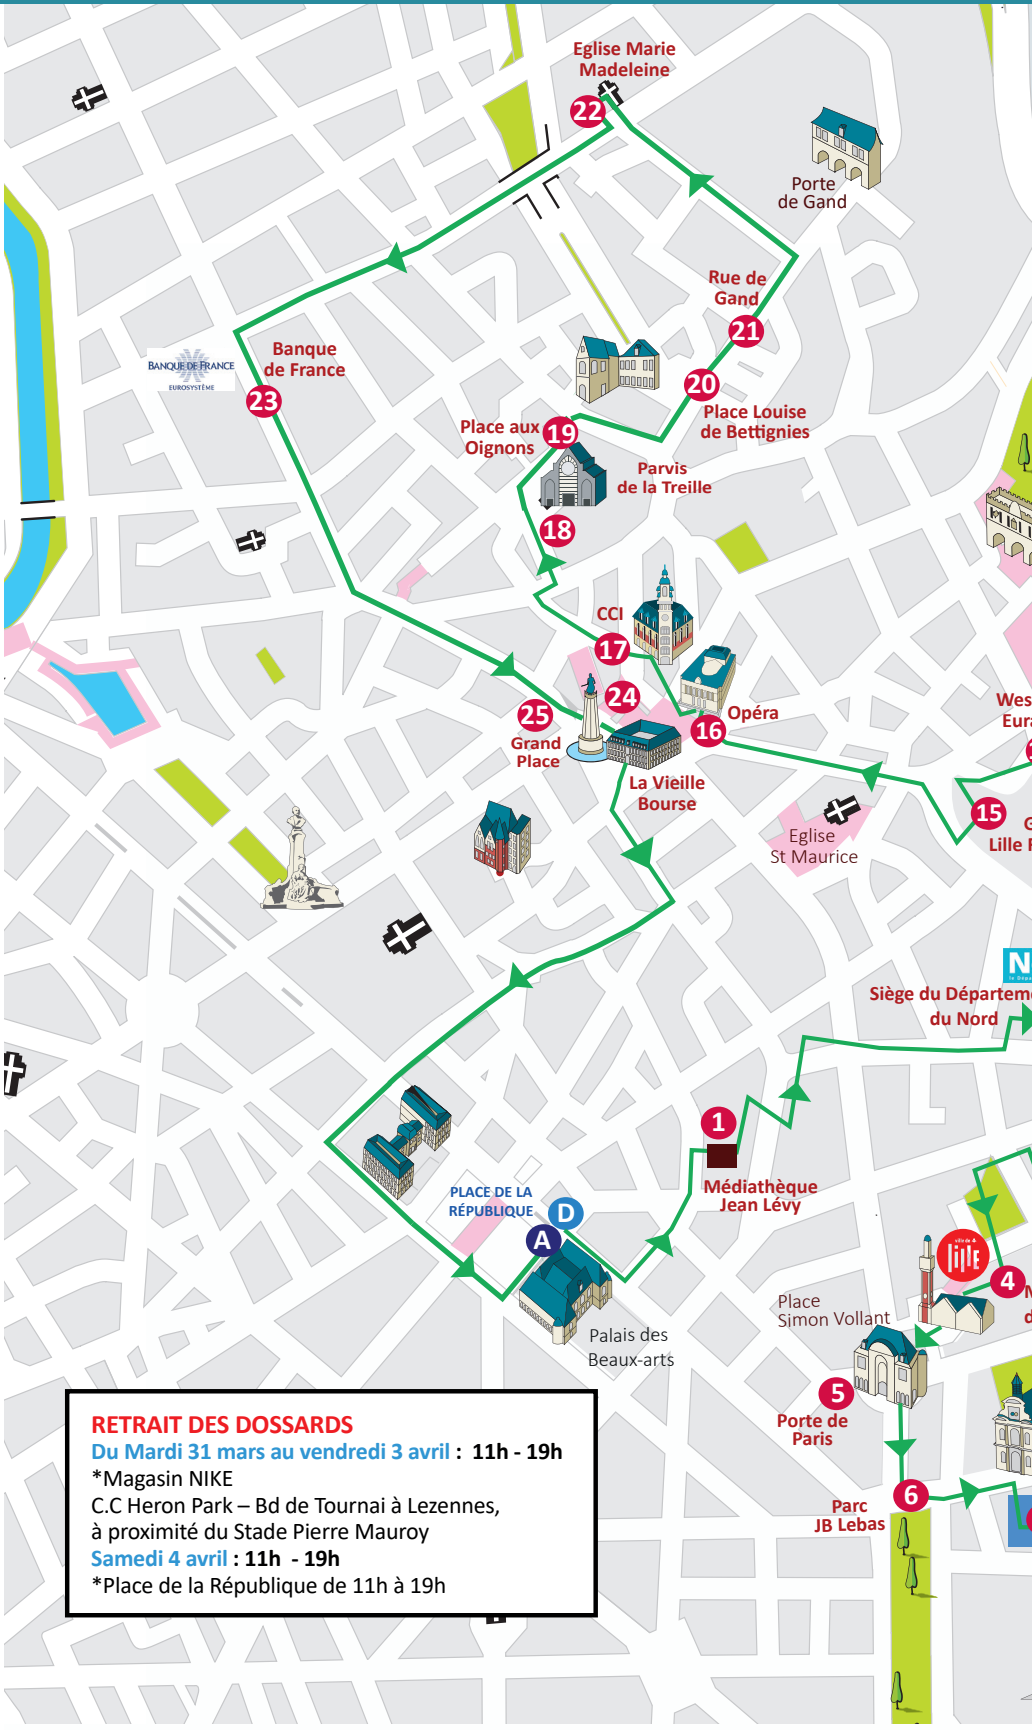 Eglise Marie
Madeleine
22
Porte
de Gand
Rue de
Gand
21
BANQUE DE FRANCE
EUROSYSTÈME
Banque
de France
23
20
Place Louise
de Bettignies
Place aux
Oignons
19
Parvis
de la Treille
18
CCI
17
24
25
Grand
Place
Opéra
16
La Vieille
Bourse
15
Eglise
St Maurice
Lille
Siège du Département
du Nord
1
Médiathèque
Jean Lévy
PLACE DE LA
RÉPUBLIQUE
D
A
Palais des
Beaux-arts
ville de
lille
4
Place
Simon Vollant
5
Porte de
Paris
6
Parc
JB Lebas
RETRAIT DES DOSSARDS
Du Mardi 31 mars au vendredi 3 avril : 11h - 19h
*Magasin NIKE
C.C Heron Park – Bd de Tournai à Lezennes,
à proximité du Stade Pierre Mauroy
Samedi 4 avril : 11h - 19h
*Place de la République de 11h à 19h